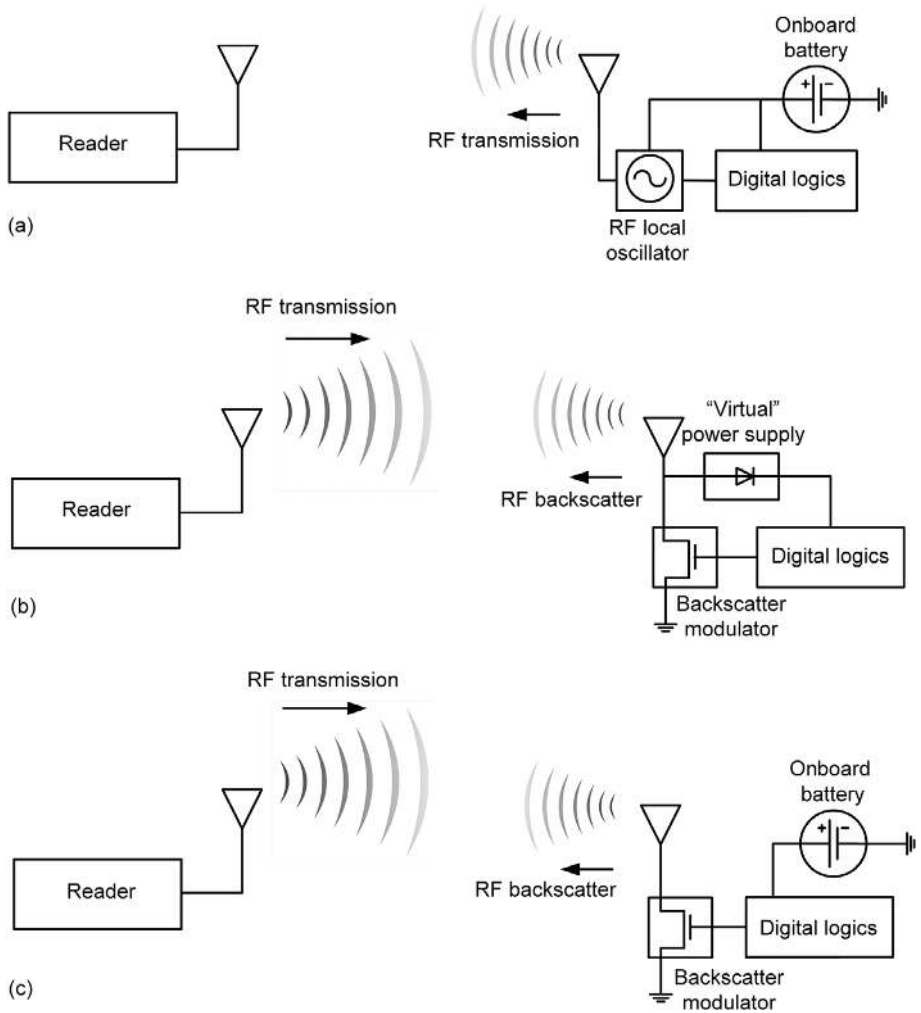 Onboard
battery
+ −
Reader
RF transmission
Digital logics
RF local
oscillator
(a)
RF transmission
"Virtual"
power supply
RF backscatter
Reader
Digital logics
Backscatter
modulator
(b)
RF transmission
Onboard
battery
+ −
RF backscatter
Reader
Digital logics
Backscatter
modulator
(c)